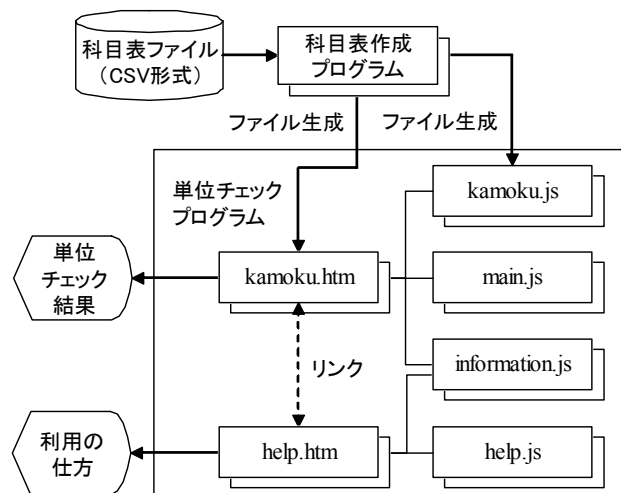 科目表ファイル
(CSV形式)
科目表作成
プログラム
ファイル生成
ファイル生成
単位チェック
プログラム
kamoku.js
単位
チェック
結果
kamoku.htm
main.js
リンク
information.js
利用の
仕方
help.htm
help.js